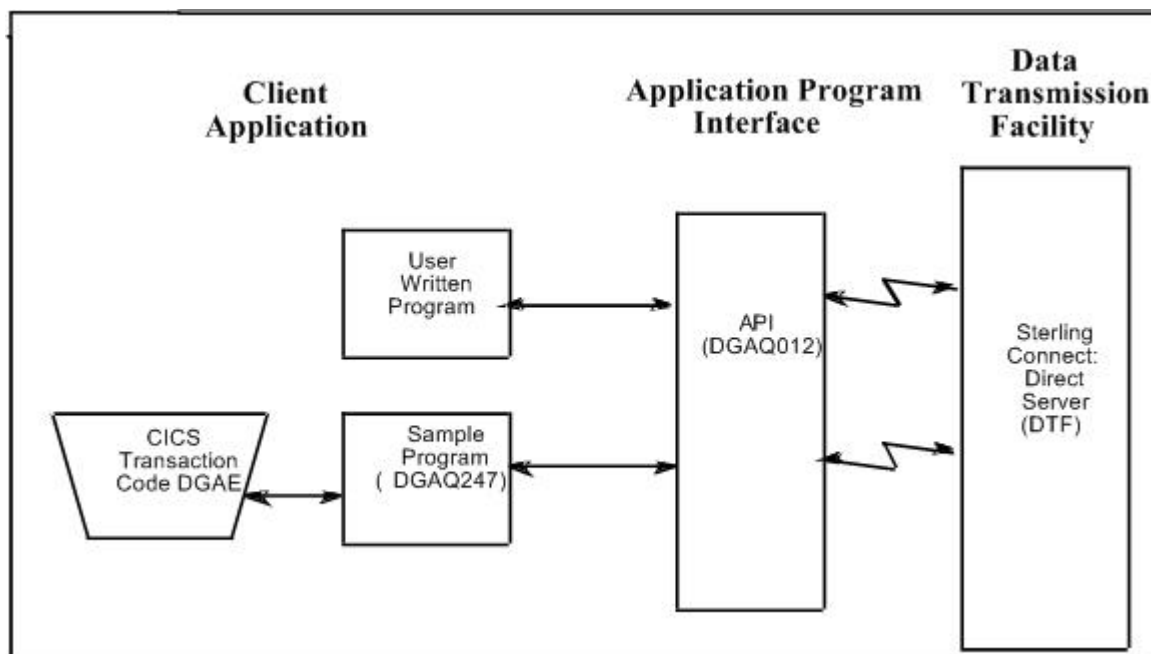 Client
Application
Application Program
Interface
Data
Transmission
Facility
User
Written
Program
CICS
Transaction
Code DGAE
Sample
Program
( DGAQ247)
API
(DGAQ012)
Sterling
Connect:
Direct
Server
(DTF)